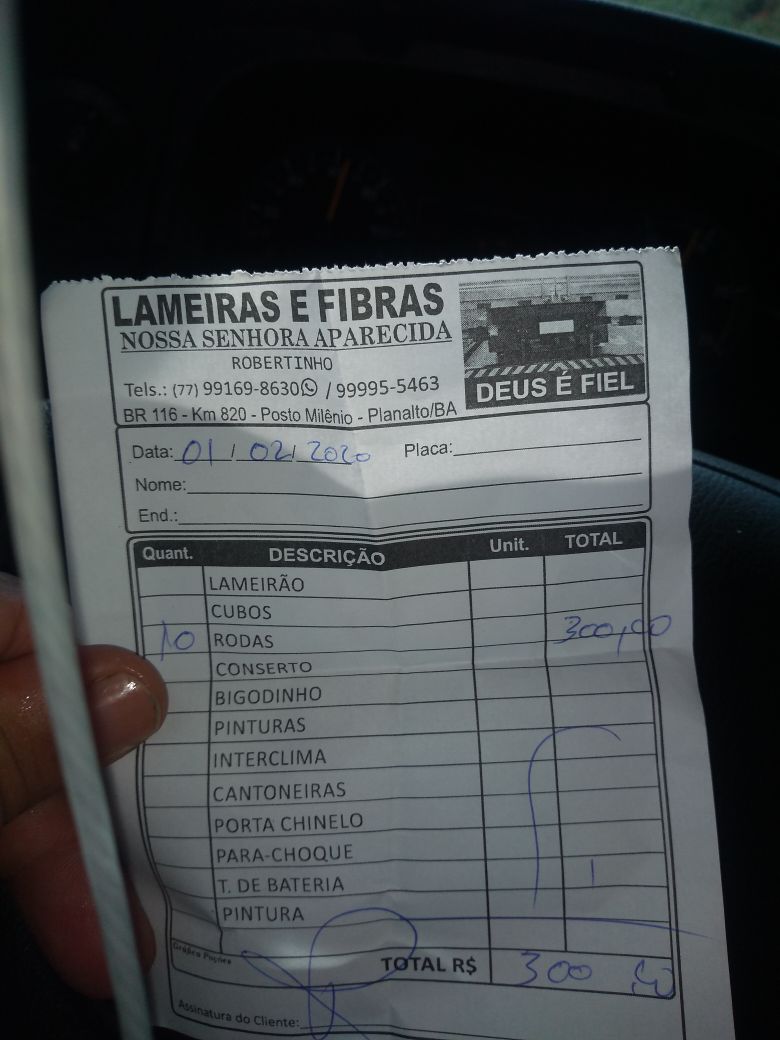 LAMEIRAS E FIBRAS
NOSSA SENHORA APARECIDA
ROBERTINHO
Tels.: (77) 99169-8630 / 99995-5463
BR 116 - Km 820 - Posto Milênio - Planalto/BA
DEUS É FIEL
Data: 01/02/2020 Placa:
Nome:
End.:
Quant. DESCRIÇÃO Unit. TOTAL
LAMEIRÃO
CUBOS
10 RODAS 300,00
CONSERTO
BIGODINHO
PINTURAS
INTERCLIMA
CANTONEIRAS
PORTA CHINELO
PARA-CHOQUE
T. DE BATERIA
PINTURA
Gráfica Poções
TOTAL R$ 300,00
Assinatura do Cliente: